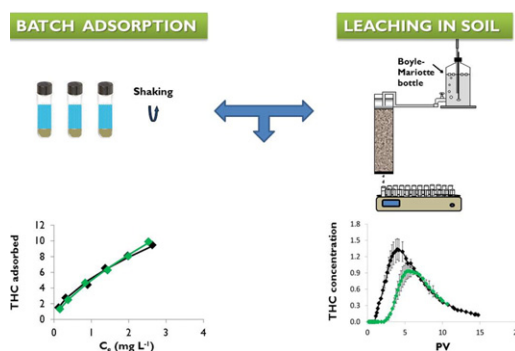 BATCH ADSORPTION
LEACHING IN SOIL
Boyle-
Mariotte
bottle
Shaking
THC adsorbed
12
10
8
6
4
2
0
0 1 2 3 4
Cₑ (mg L⁻¹)
THC concentration
1.8
1.5
1.2
0.9
0.6
0.3
0.0
0 5 10 15 20
PV